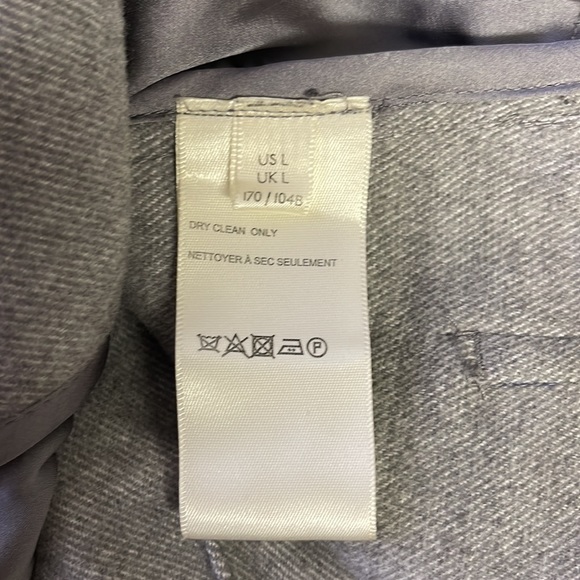 US L
UK L
170 / 104B
DRY CLEAN ONLY
NETTOYER À SEC SEULEMENT
P